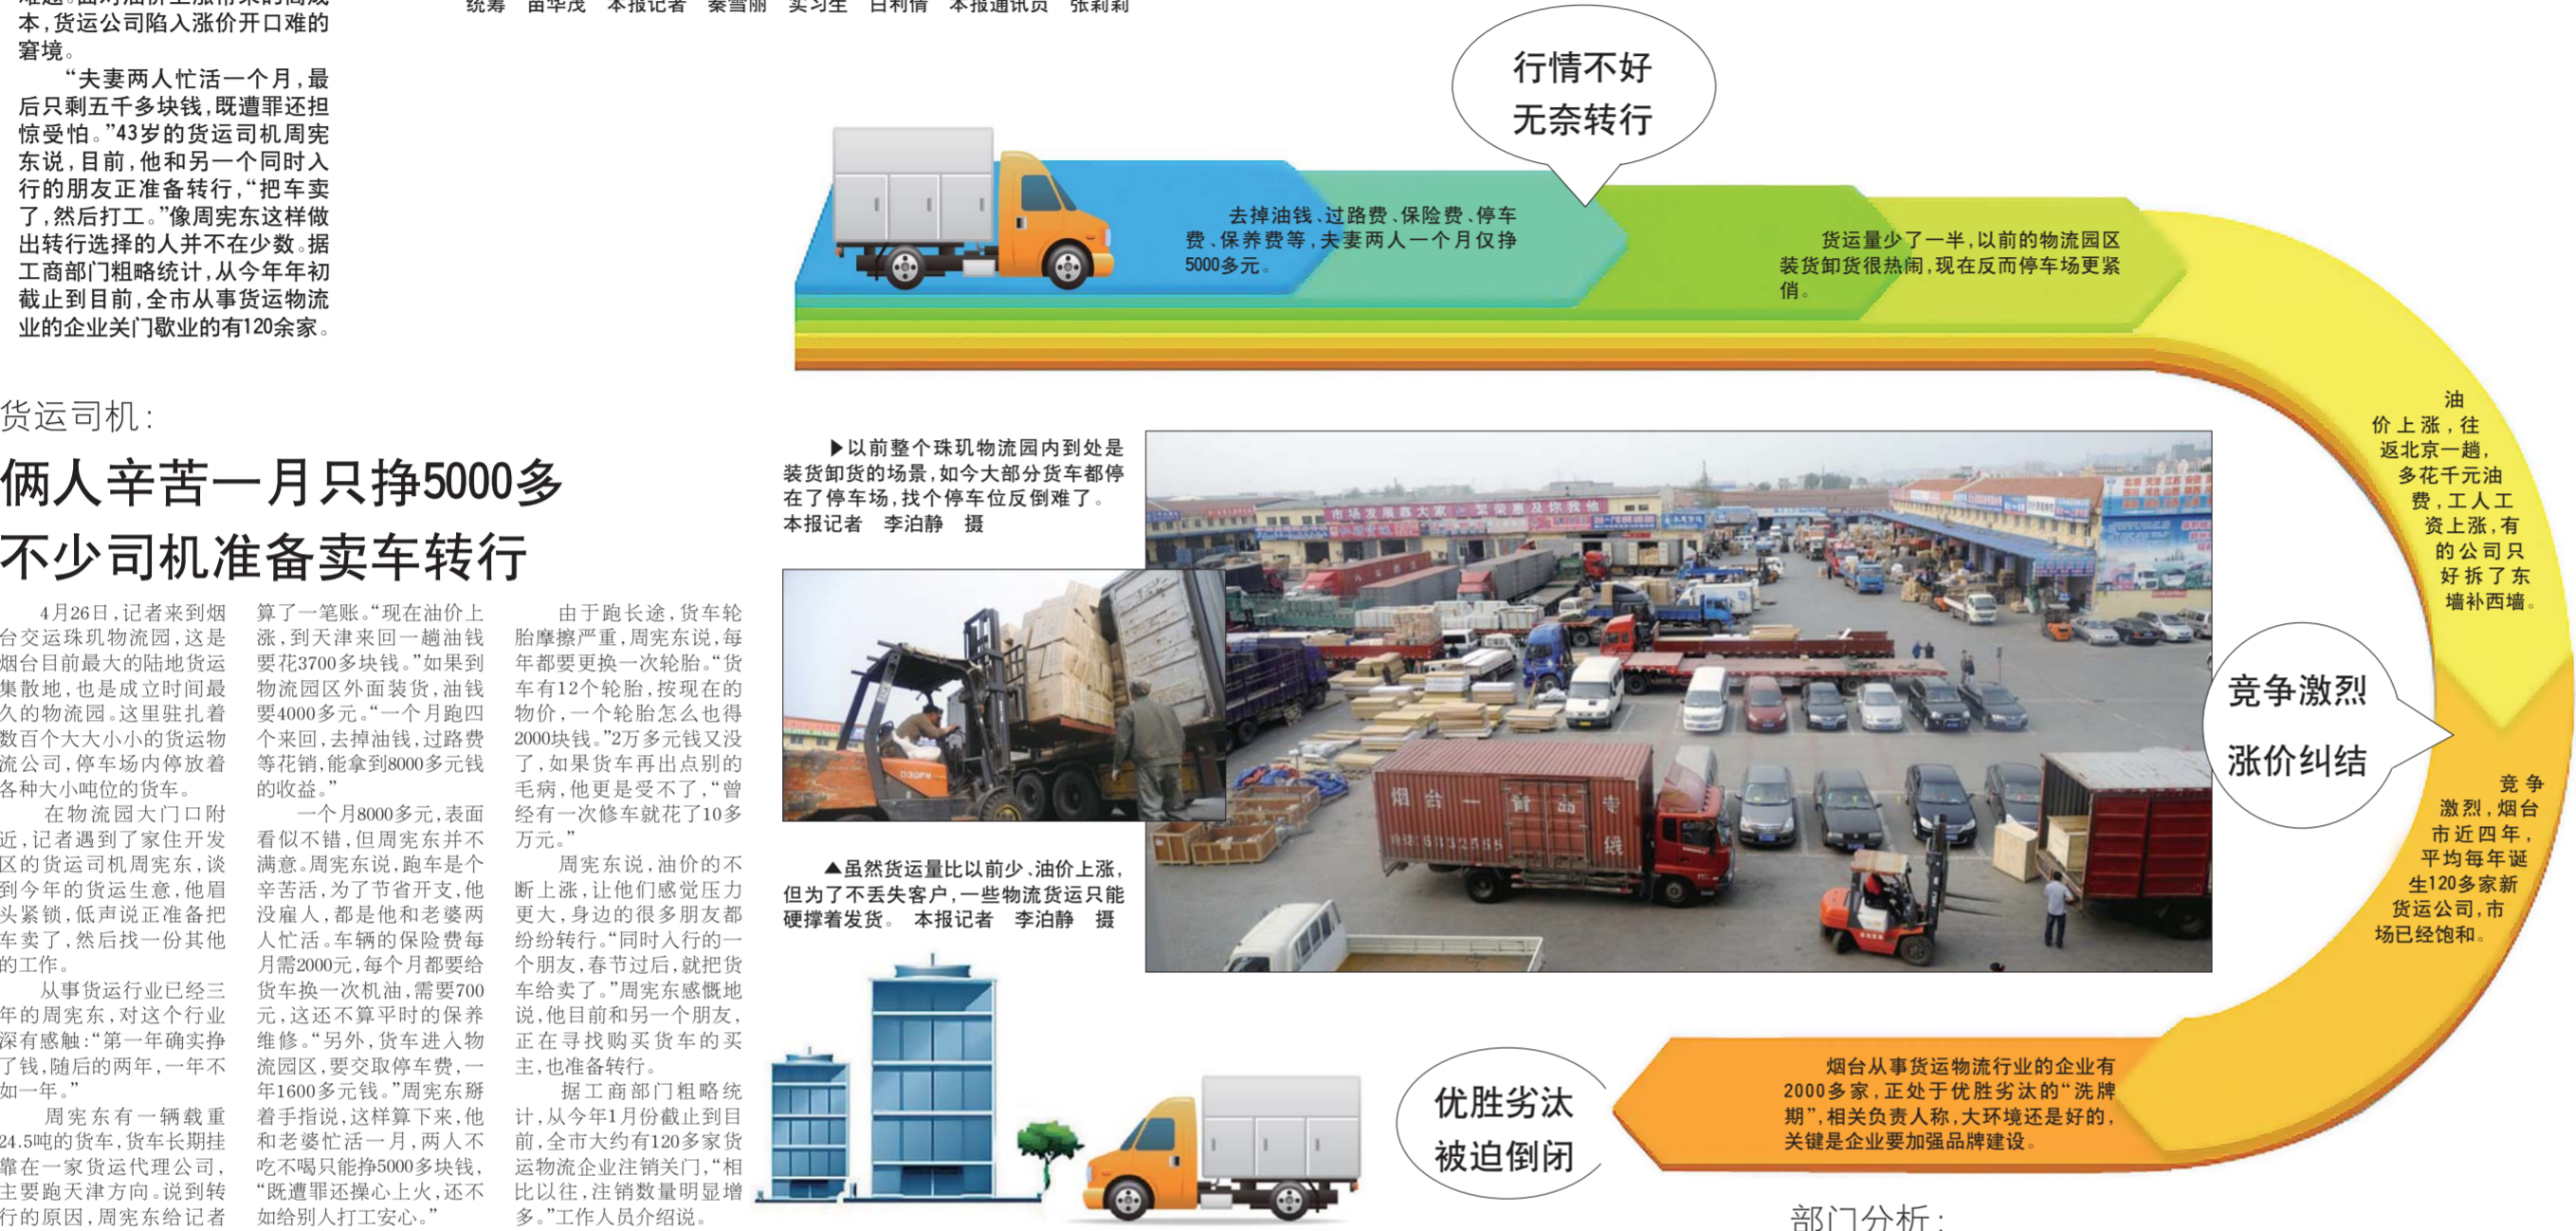 统筹 苗华茂 本报记者 秦雪丽 实习生 白利倩 本报通讯员 张莉莉
本,货运公司陷入涨价开口难的
窘境。
“夫妻两人忙活一个月,最
后只剩五千多块钱,既遭罪还担
惊受怕。”43岁的货运司机周宪
东说,目前,他和另一个同时入
行的朋友正准备转行,“把车卖
了,然后打工。”像周宪东这样做
出转行选择的人并不在少数。据
工商部门粗略统计,从今年年初
截止到目前,全市从事货运物流
业的企业关门歇业的有120余家。
行情不好
无奈转行
去掉油钱、过路费、保险费、停车
费、保养费等,夫妻两人一个月仅挣
5000多元。
货运量少了一半,以前的物流园区
装货卸货很热闹,现在反而停车场更紧
俏。
油
价上涨,往
返北京一趟,
多花千元油
费,工人工
资上涨,有
的公司只
好拆了东
墙补西墙。
竞争激烈
涨价纠结
竞争
激烈,烟台
市近四年,
平均每年诞
生120多家新
货运公司,市
场已经饱和。
优胜劣汰
被迫倒闭
烟台从事货运物流行业的企业有
2000多家,正处于优胜劣汰的“洗牌
期”,相关负责人称,大环境还是好的,
关键是企业要加强品牌建设。
货运司机:
俩人辛苦一月只挣5000多
不少司机准备卖车转行
4月26日,记者来到烟
台交运珠玑物流园,这是
烟台目前最大的陆地货运
集散地,也是成立时间最
久的物流园。这里驻扎着
数百个大大小小的货运物
流公司,停车场内停放着
各种大小吨位的货车。
在物流园大门口附
近,记者遇到了家住开发
区的货运司机周宪东,谈
到今年的货运生意,他眉
头紧锁,低声说正准备把
车卖了,然后找一份其他
的工作。
从事货运行业已经三
年的周宪东,对这个行业
深有感触:“第一年确实挣
了钱,随后的两年,一年不
如一年。”
周宪东有一辆载重
24.5吨的货车,货车长期挂
靠在一家货运代理公司,
主要跑天津方向。说到转
行的原因,周宪东给记者
算了一笔账。“现在油价上
涨,到天津来回一趟油钱
要花3700多块钱。”如果到
物流园区外面装货,油钱
要4000多元。“一个月跑四
个来回,去掉油钱,过路费
等花销,能拿到8000多元钱
的收益。”
一个月8000多元,表面
看似不错,但周宪东并不
满意。周宪东说,跑车是个
辛苦活,为了节省开支,他
没雇人,都是他和老婆两
人忙活。车辆的保险费每
月需2000元,每个月都要给
货车换一次机油,需要700
元,这还不算平时的保养
维修。“另外,货车进入物
流园区,要交取停车费,一
年1600多元钱。”周宪东掰
着手指说,这样算下来,他
和老婆忙活一月,两人不
吃不喝只能挣5000多块钱,
“既遭罪还操心上火,还不
如给别人打工安心。”
由于跑长途,货车轮
胎摩擦严重,周宪东说,每
年都要更换一次轮胎。“货
车有12个轮胎,按现在的
物价,一个轮胎怎么也得
2000块钱。”2万多元钱又没
了,如果货车再出点别的
毛病,他更是受不了,“曾
经有一次修车就花了10多
万元。”
周宪东说,油价的不
断上涨,让他们感觉压力
更大,身边的很多朋友都
纷纷转行。“同时入行的一
个朋友,春节过后,就把货
车给卖了。”周宪东感慨地
说,他目前和另一个朋友,
正在寻找购买货车的买
主,也准备转行。
据工商部门粗略统
计,从今年1月份截止到目
前,全市大约有120多家货
运物流企业注销关门,“相
比以往,注销数量明显增
多。”工作人员介绍说。
▶以前整个珠玑物流园内到处是
装货卸货的场景,如今大部分货车都停
在了停车场,找个停车位反倒难了。
本报记者 李泊静 摄
市场发展靠大家 繁荣惠及你我他
▲虽然货运量比以前少、油价上涨,
但为了不丢失客户,一些物流货运只能
硬撑着发货。 本报记者 李泊静 摄
部门分析: